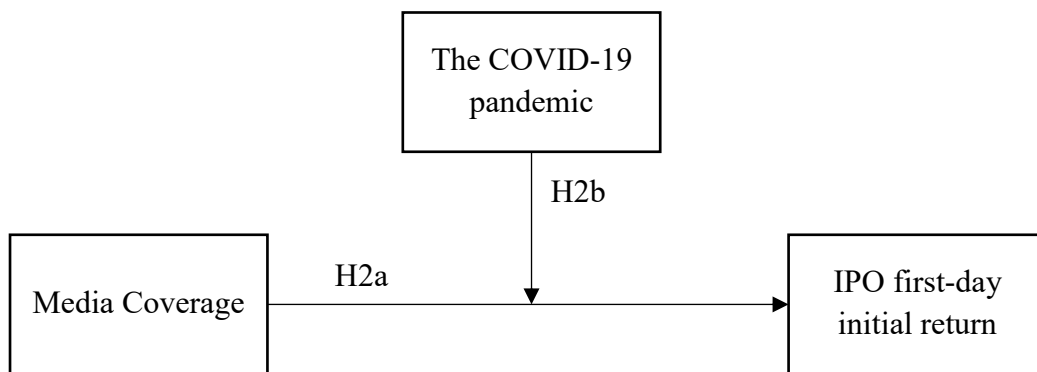 The COVID-19
pandemic
H2b
H2a
Media Coverage
IPO first-day
initial return